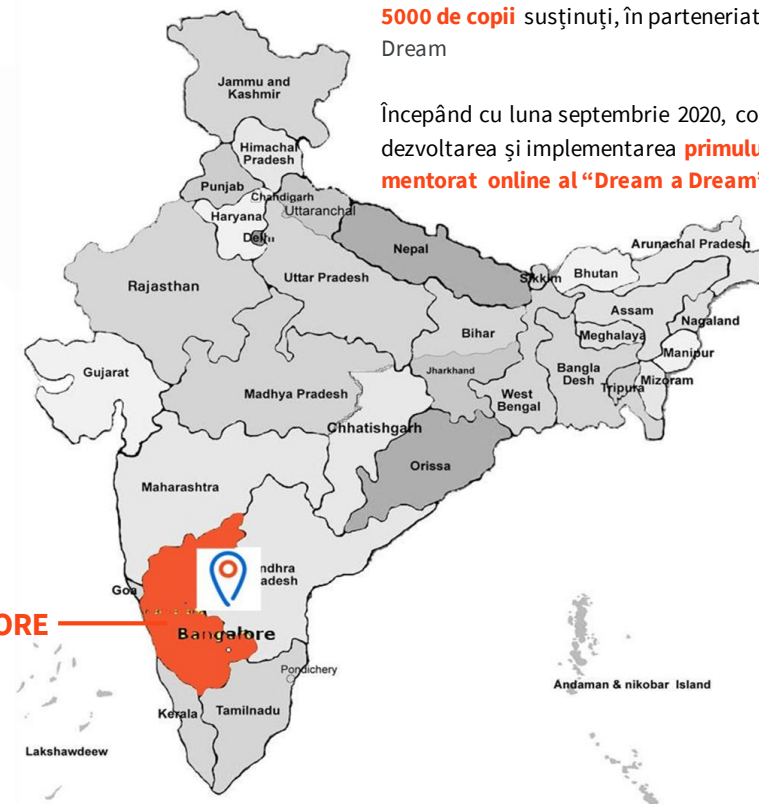 5000 de copii susținuți, în parteneriat
Dream
Începând cu luna septembrie 2020, co
dezvoltarea și implementarea primulu
mentorat online al “Dream a Dream”
Jammu and
Kashmir
Himachal
Pradesh
Punjab
Chandigarh
Uttaranchal
Haryana
Delhi
Nepal
Arunachal Pradesh
Sikkim
Bhutan
Rajasthan
Uttar Pradesh
Assam
Nagaland
Bihar
Meghalaya
Manipur
Gujarat
Jharkhand
Bangla
Desh
Tripura
Mizoram
Madhya Pradesh
West
Bengal
Chhatishgarh
Orissa
Maharashtra
ndhra
adesh
Goa
ORE
Bangalore
Pondichery
Kerala
Tamilnadu
Andaman & nikobar Island
Lakshawdeew